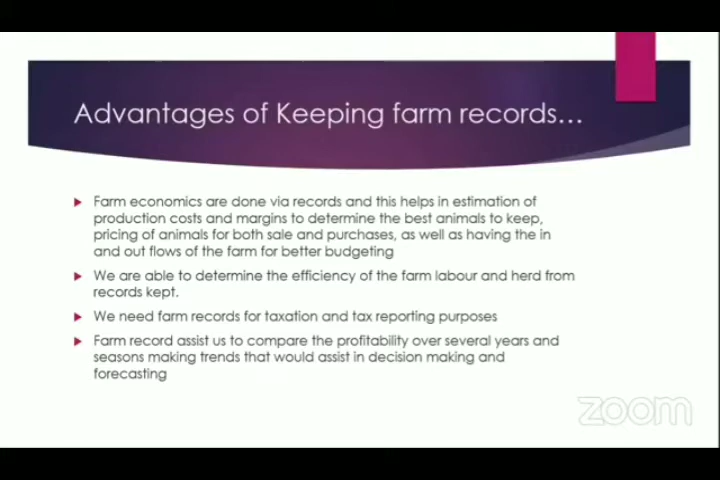 Advantages of Keeping farm records...
Farm economics are done via records and this helps in estimation of
production costs and margins to determine the best animals to keep,
pricing of animals for both sale and purchases, as well as having the in
and out flows of the farm for better budgeting
We are able to determine the efficiency of the farm labour and herd from
records kept.
We need farm records for taxation and tax reporting purposes
Farm record assist us to compare the profitability over several years and
seasons making trends that would assist in decision making and
forecasting
zoom